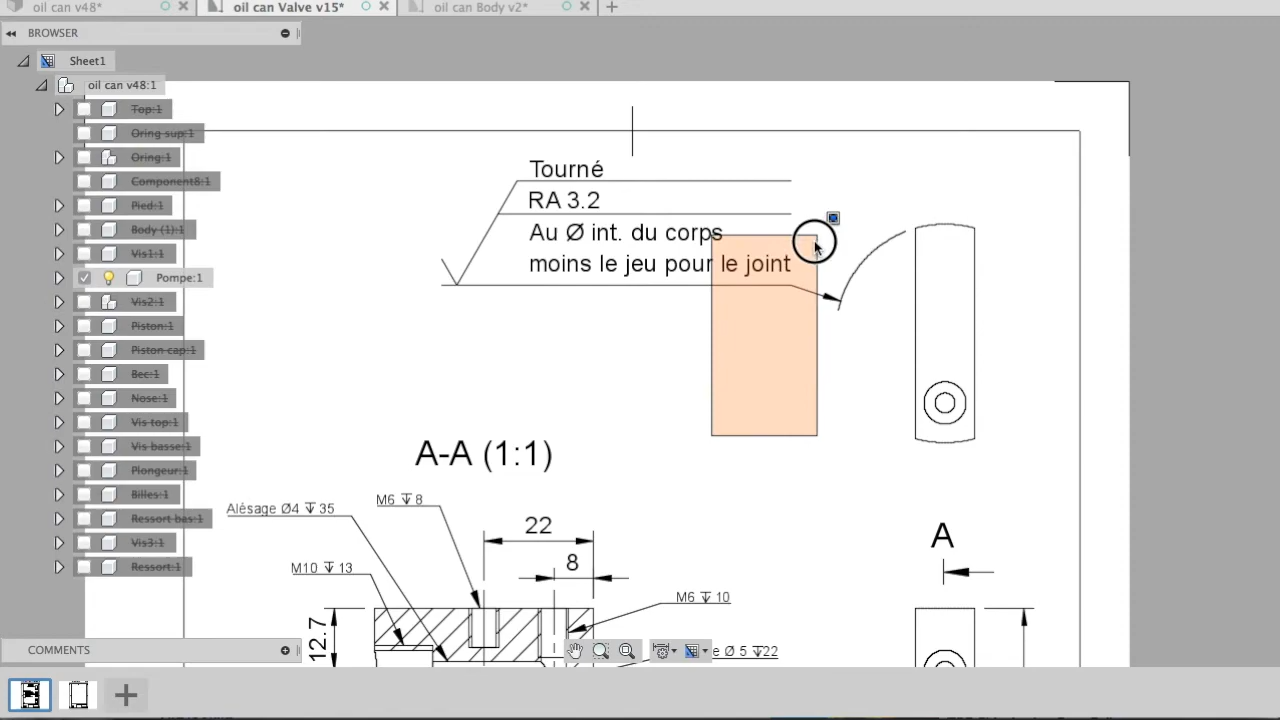 oil can v48*
oil can Valve v15*
oil can Body v2*
BROWSER
Sheet1
oil can v48:1
Top:1
Oring sup:1
Oring:1
Component8:1
Pied:1
Body (1):1
Vis1:1
Pompe:1
Vis2:1
Piston:1
Piston cap:1
Bec:1
Nose:1
Vis top:1
Vis basse:1
Plongeur:1
Billes:1
Ressort bas:1
Vis3:1
Ressort:1
COMMENTS
Tourné
RA 3.2
Au Ø int. du corps
moins le jeu pour le joint
A-A (1:1)
Alésage Ø4 ↧ 35
M6 ↧ 8
22
8
M10 ↧ 13
M6 ↧ 10
12.7
e Ø 5 ↧22
A